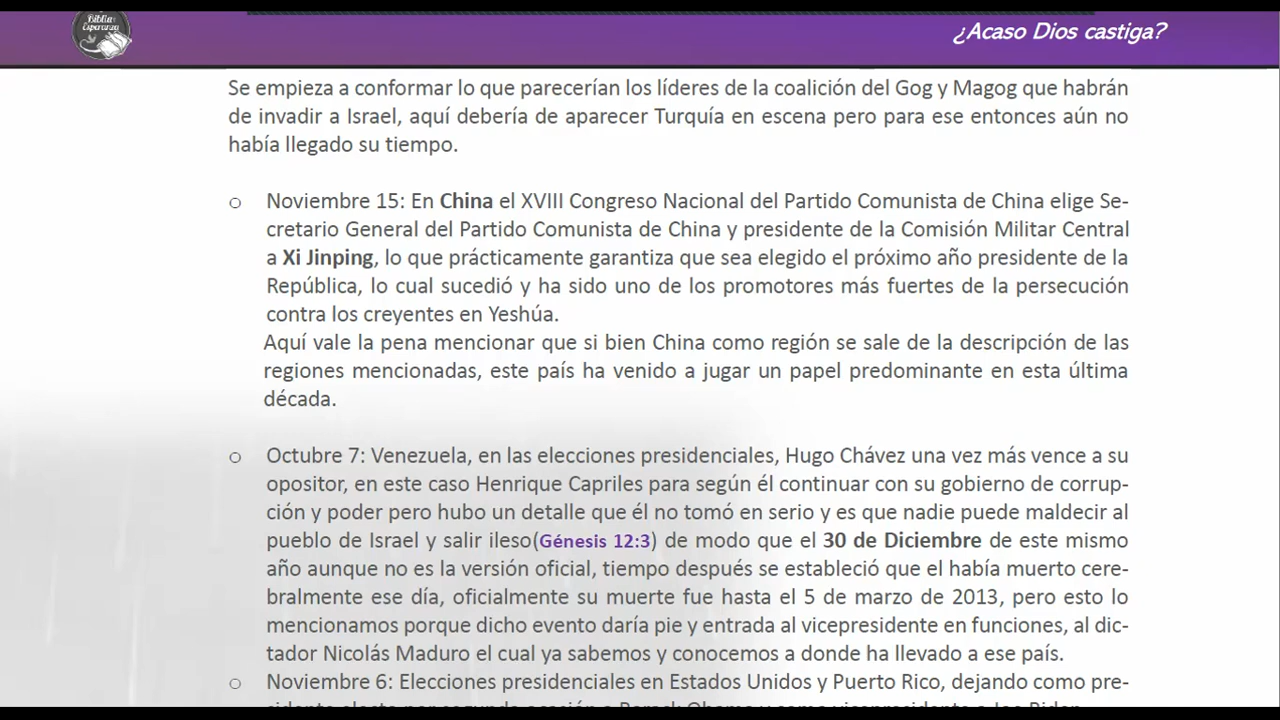 Biblia
Esperanza
¿Acaso Dios castiga?
Se empieza a conformar lo que parecerían los líderes de la coalición del Gog y Magog que habrán
de invadir a Israel, aquí debería de aparecer Turquía en escena pero para ese entonces aún no
había llegado su tiempo.
○ Noviembre 15: En China el XVIII Congreso Nacional del Partido Comunista de China elige Se-
cretario General del Partido Comunista de China y presidente de la Comisión Militar Central
a Xi Jinping, lo que prácticamente garantiza que sea elegido el próximo año presidente de la
República, lo cual sucedió y ha sido uno de los promotores más fuertes de la persecución
contra los creyentes en Yeshúa.
Aquí vale la pena mencionar que si bien China como región se sale de la descripción de las
regiones mencionadas, este país ha venido a jugar un papel predominante en esta última
década.
○ Octubre 7: Venezuela, en las elecciones presidenciales, Hugo Chávez una vez más vence a su
opositor, en este caso Henrique Capriles para según él continuar con su gobierno de corrup-
ción y poder pero hubo un detalle que él no tomó en serio y es que nadie puede maldecir al
pueblo de Israel y salir ileso(Génesis 12:3) de modo que el 30 de Diciembre de este mismo
año aunque no es la versión oficial, tiempo después se estableció que el había muerto cere-
bralmente ese día, oficialmente su muerte fue hasta el 5 de marzo de 2013, pero esto lo
mencionamos porque dicho evento daría pie y entrada al vicepresidente en funciones, al dic-
tador Nicolás Maduro el cual ya sabemos y conocemos a donde ha llevado a ese país.
○ Noviembre 6: Elecciones presidenciales en Estados Unidos y Puerto Rico, dejando como pre-
sidente electo por segunda ocasión a Barack Obama y como vicepresidente a Joe Biden